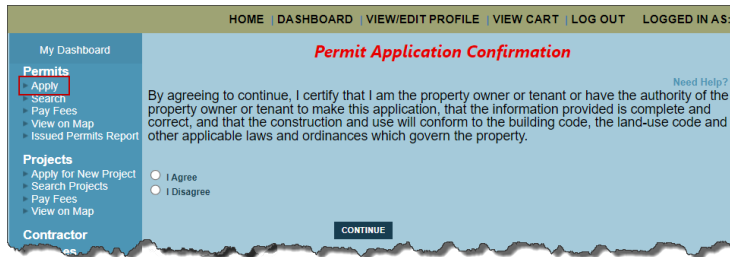 HOME | DASHBOARD | VIEW/EDIT PROFILE | VIEW CART | LOG OUT LOGGED IN AS:
My Dashboard
Permits
Apply
Search
Pay Fees
View on Map
Issued Permits Report
Projects
Apply for New Project
Search Projects
Pay Fees
View on Map
Contractor
Permit Application Confirmation
Need Help?
By agreeing to continue, I certify that I am the property owner or tenant or have the authority of the
property owner or tenant to make this application, that the information provided is complete and
correct, and that the construction and use will conform to the building code, the land-use code and
other applicable laws and ordinances which govern the property.
I Agree
I Disagree
CONTINUE